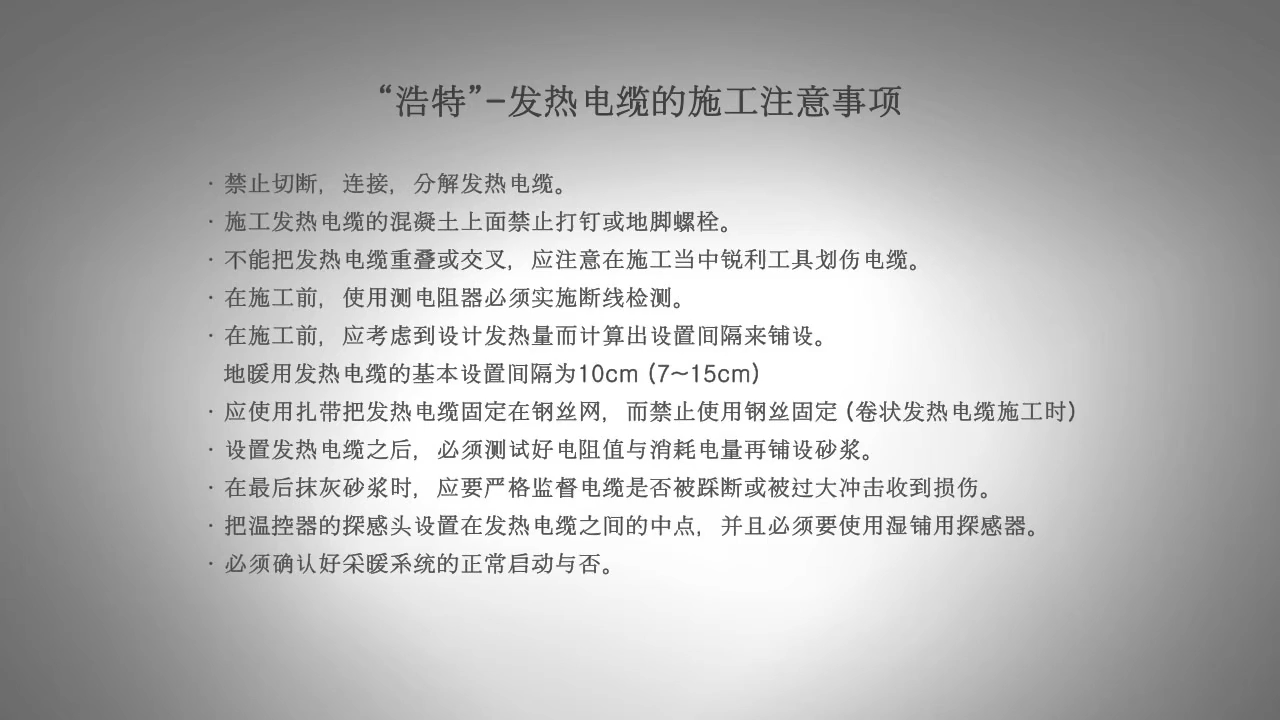 “浩特”-发热电缆的施工注意事项
· 禁止切断, 连接, 分解发热电缆。
· 施工发热电缆的混凝土上面禁止打钉或地脚螺栓。
· 不能把发热电缆重叠或交叉, 应注意在施工当中锐利工具划伤电缆。
· 在施工前, 使用测电阻器必须实施断线检测。
· 在施工前, 应考虑到设计发热量而计算出设置间隔来铺设。
地暖用发热电缆的基本设置间隔为10cm (7~15cm)
· 应使用扎带把发热电缆固定在钢丝网, 而禁止使用钢丝固定 (卷状发热电缆施工时)
· 设置发热电缆之后, 必须测试好电阻值与消耗电量再铺设砂浆。
· 在最后抹灰砂浆时, 应要严格监督电缆是否被踩断或被过大冲击收到损伤。
· 把温控器的探感头设置在发热电缆之间的中点, 并且必须要使用湿铺用探感器。
· 必须确认好采暖系统的正常启动与否。